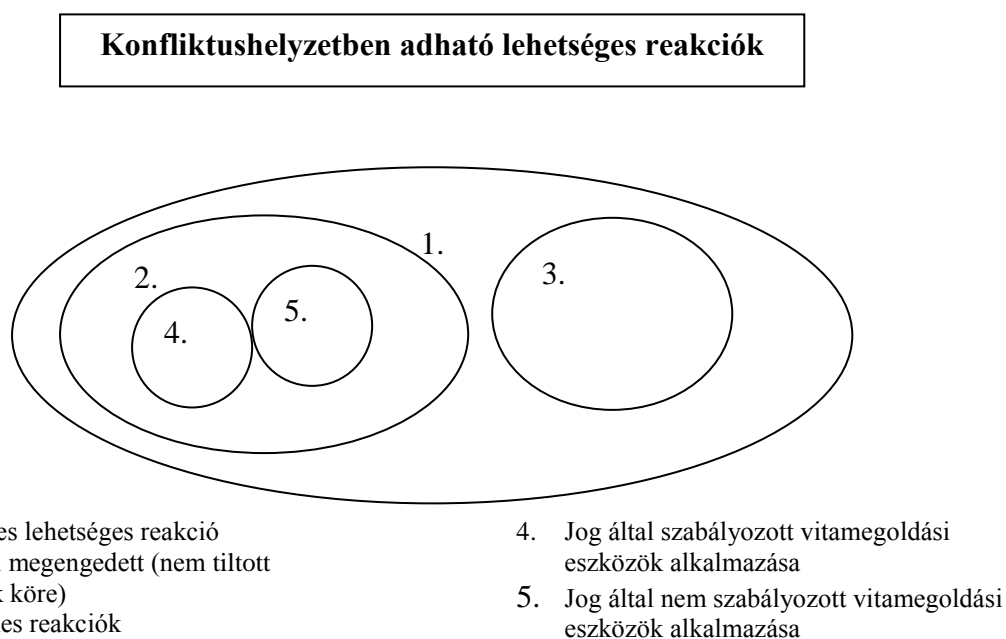 Konfliktushelyzetben adható lehetséges reakciók
1.
2.
3.
4.
5.
es lehetséges reakció
megengedett (nem tiltott
k köre)
es reakciók
4. Jog által szabályozott vitamegoldási
eszközök alkalmazása
5. Jog által nem szabályozott vitamegoldási
eszközök alkalmazása